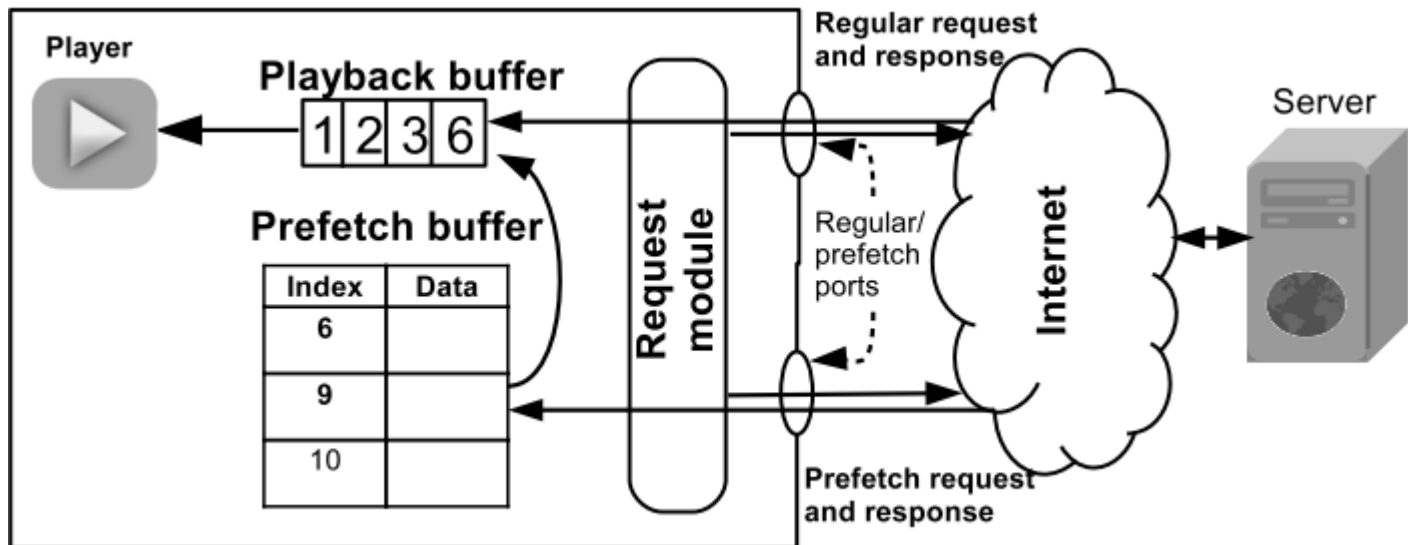 Player
Playback buffer
1 2 3 6
Prefetch buffer
Index Data
6
9
10
Request
module
Regular request
and response
Regular/
prefetch
ports
Prefetch request
and response
Internet
Server